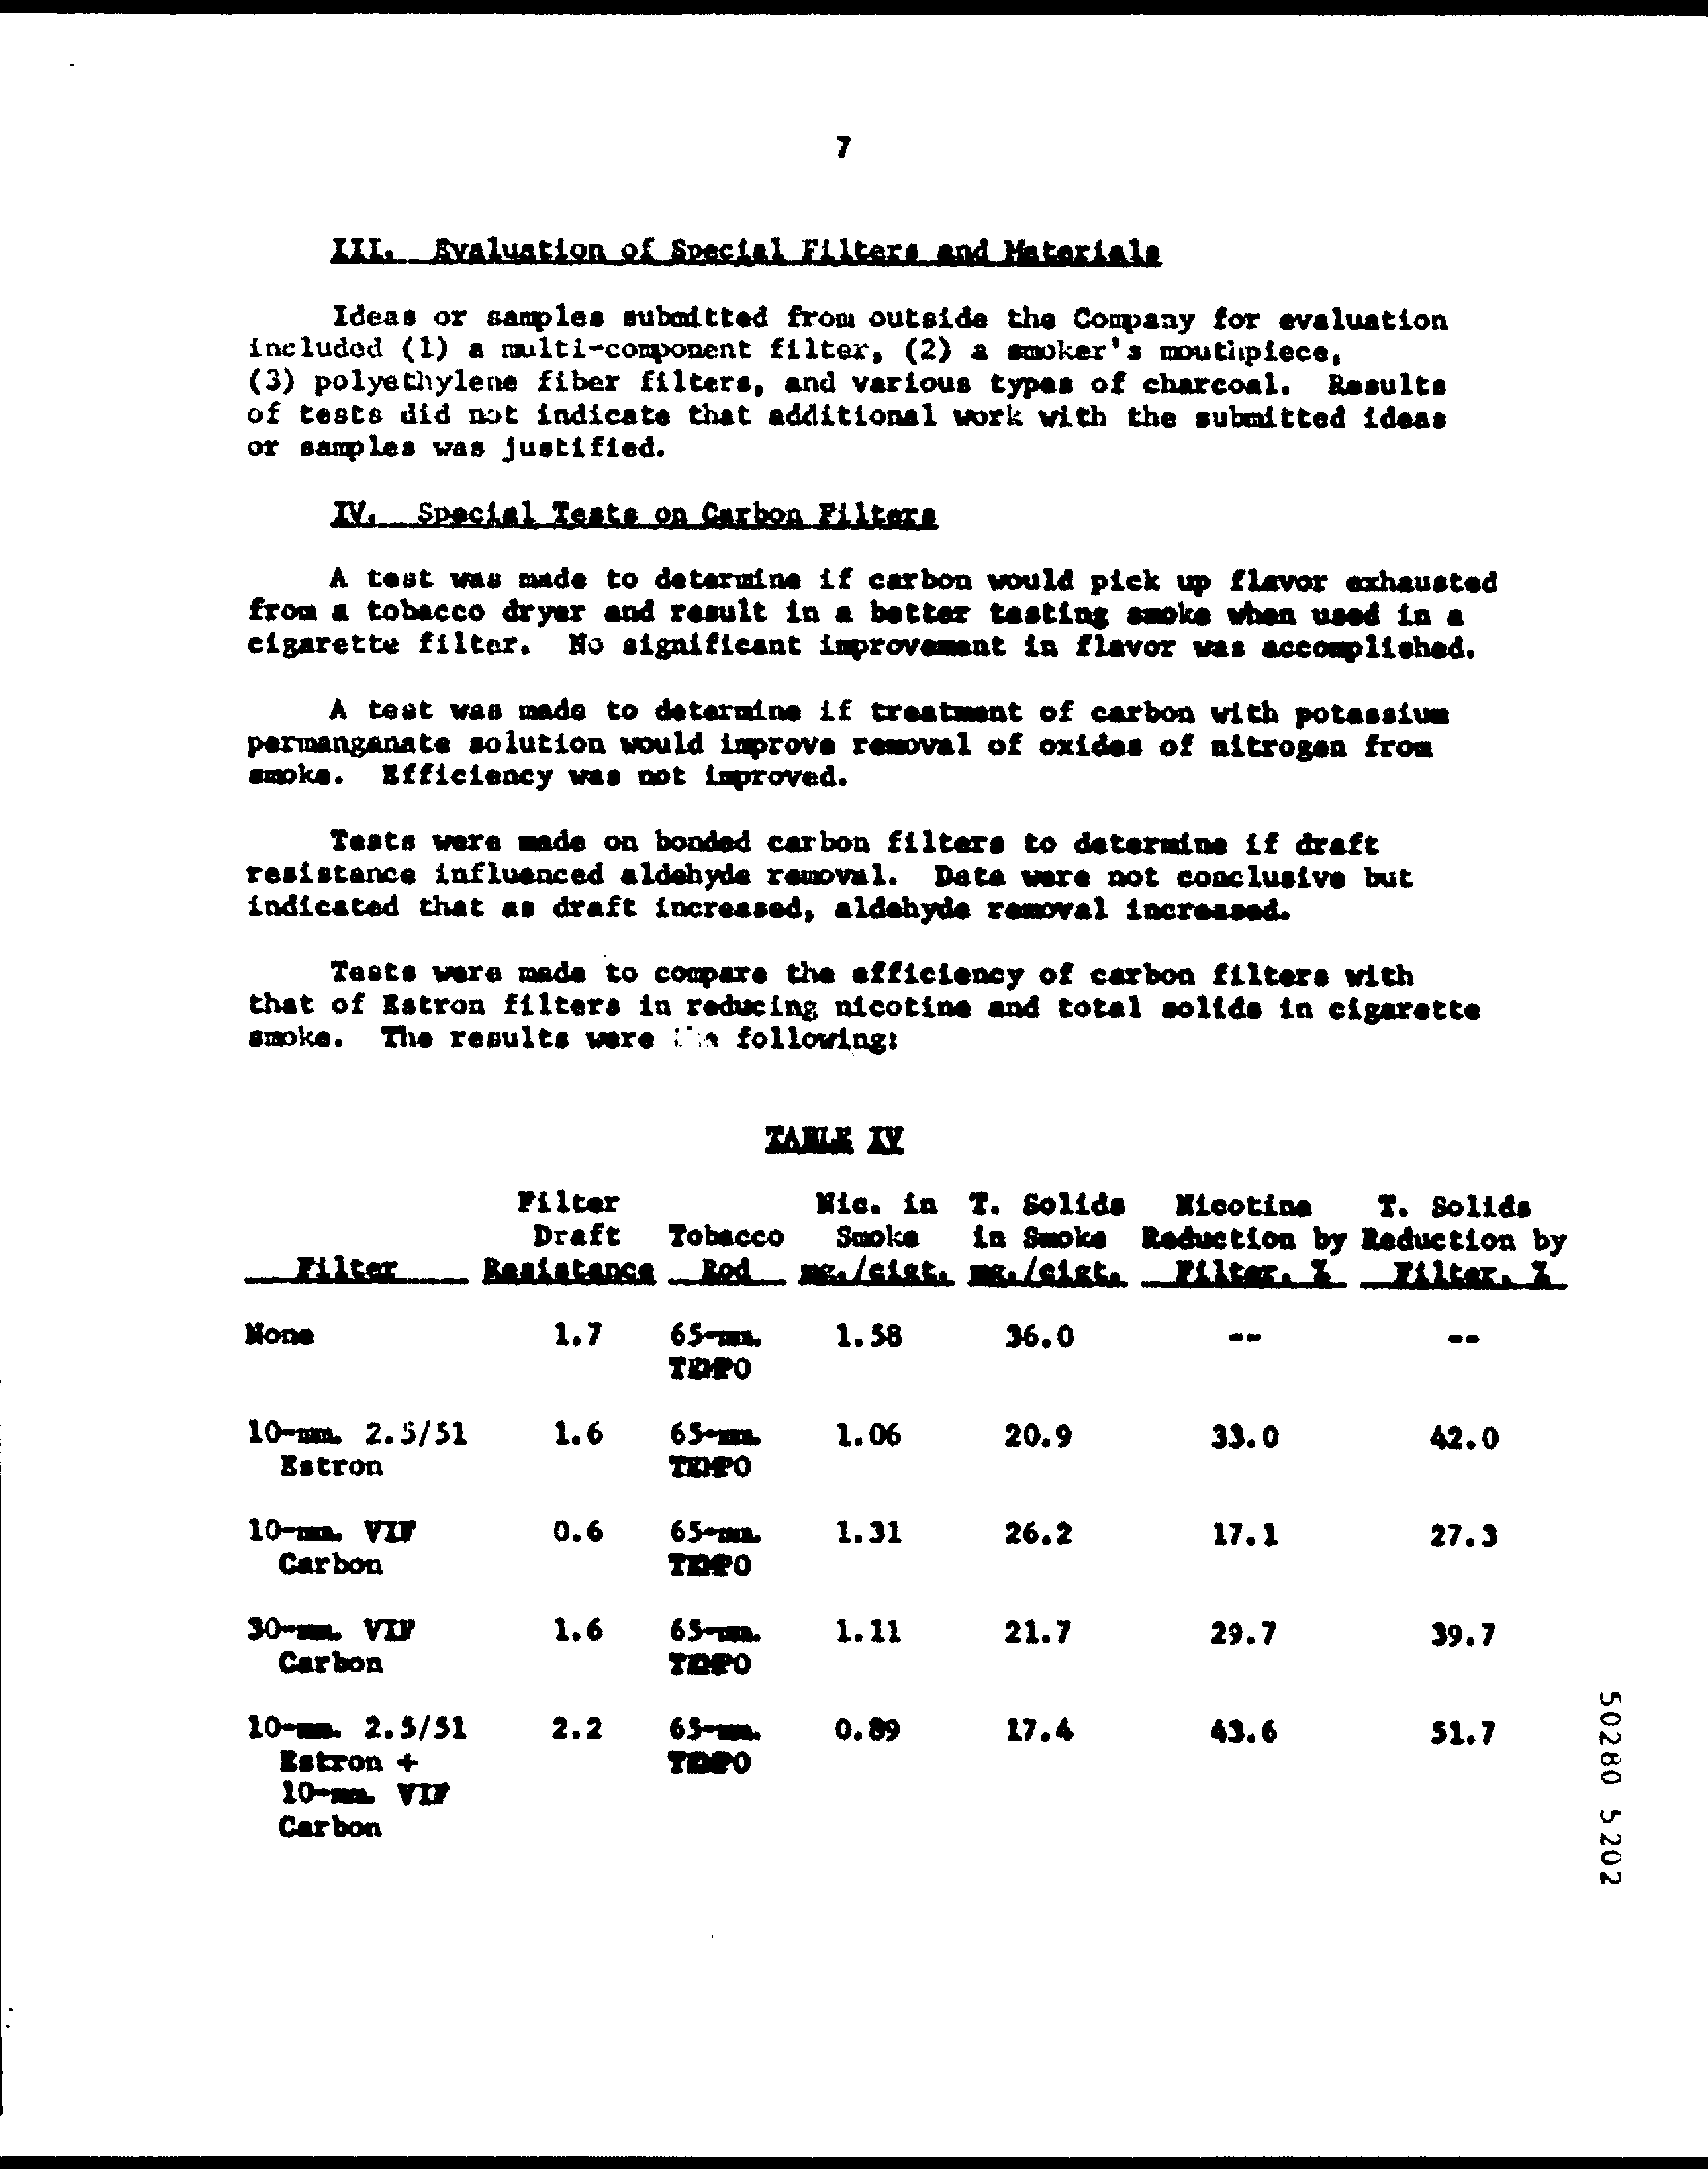 7
III. Evaluation of Special Filters and Materials
Ideas or samples submitted from outside the Company for evaluation
included (1) a multi-component filter, (2) a smoker's mouthpiece,
(3) polyethylene fiber filters, and various types of charcoal. Results
of tests did not indicate that additional work with the submitted ideas
or samples was justified.
IV. Special Tests on Carbon Filters
A test was made to determine if carbon would pick up flavor exhausted
from a tobacco dryer and result in a better tasting smoke when used in a
cigarette filter. No significant improvement in flavor was accomplished.
A test was made to determine if treatment of carbon with potassium
permanganate solution would improve removal of oxides of nitrogen from
smoke. Efficiency was not improved.
Tests were made on bonded carbon filters to determine if draft
resistance influenced aldehyde removal. Data were not conclusive but
indicated that as draft increased, aldehyde removal increased.
Tests were made to compare the efficiency of carbon filters with
that of Estron filters in reducing nicotine and total solids in cigarette
smoke. The results were the following:
TABLE IV
Filter Nic. in T. Solids Nicotine T. Solids
Draft Tobacco Smoke in Smoke Reduction by Reduction by
Filter Resistance Rod mg./cigt. mg./cigt. Filter, % Filter, %
None 1.7 65-mm. 1.58 36.0 -- --
TEMPO
10-mm. 2.5/51 1.6 65-mm. 1.06 20.9 33.0 42.0
Estron TEMPO
10-mm. VIF 0.6 65-mm. 1.31 26.2 17.1 27.3
Carbon TEMPO
30-mm. VIF 1.6 65-mm. 1.11 21.7 29.7 39.7
Carbon TEMPO
10-mm. 2.5/51 2.2 65-mm. 0.89 17.4 43.6 51.7
Estron + TEMPO
10-mm. VIF
Carbon
50280 5202